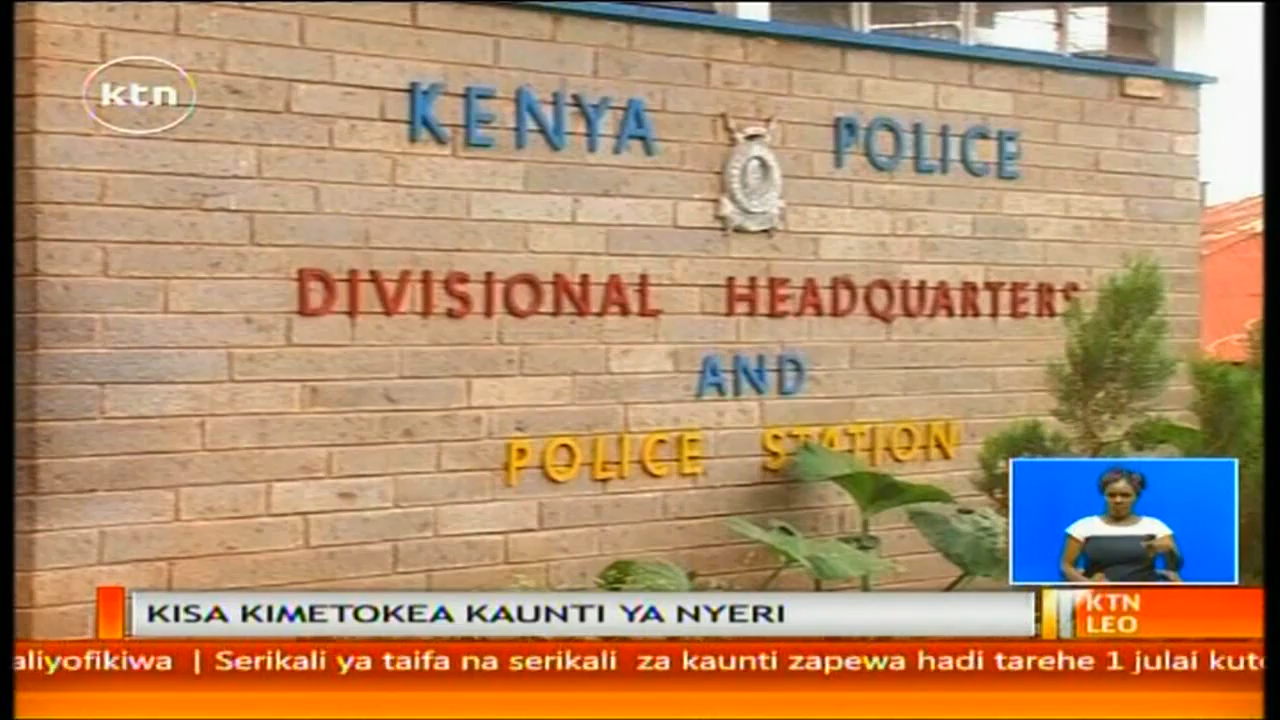 ktn
KENYA POLICE
DIVISIONAL HEADQUARTERS
AND
POLICE STATION
KISA KIMETOKEA KAUNTI YA NYERI
KTN
LEO
aliyofikiwa | Serikali ya taifa na serikali za kaunti zapewa hadi tarehe 1 julai